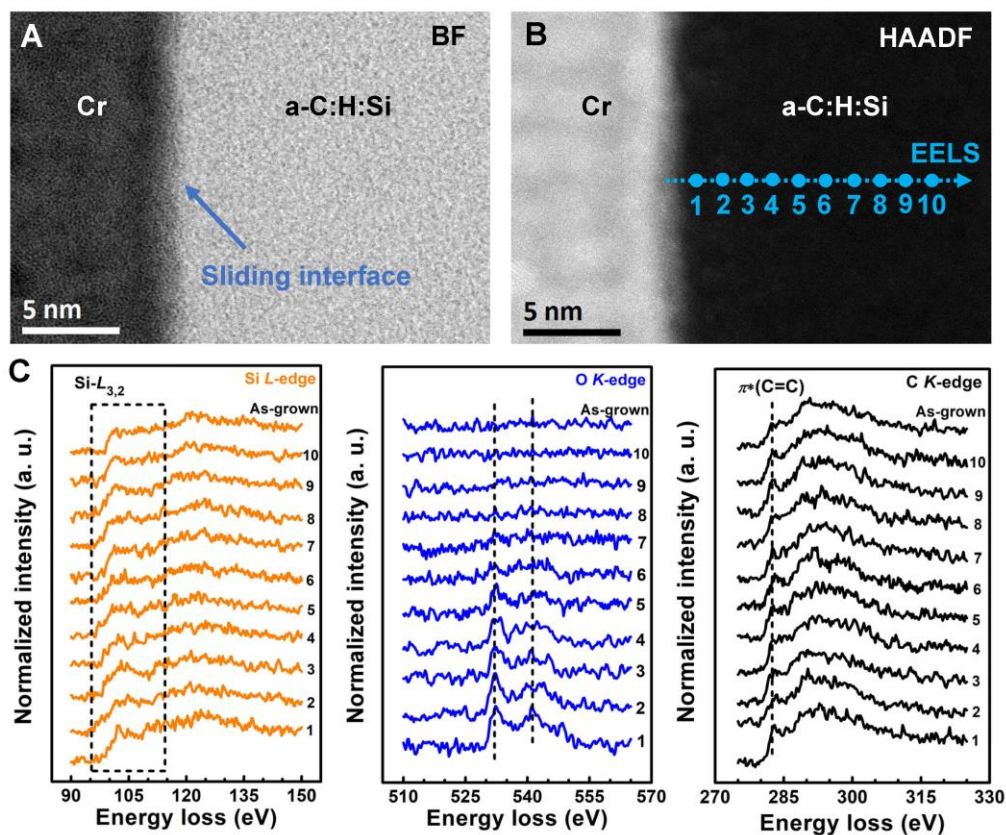 A
BF
Cr
a-C:H:Si
Sliding interface
5 nm
B
HAADF
Cr
a-C:H:Si
EELS
1 2 3 4 5 6 7 8 9 10
5 nm
C
Normalized intensity (a. u.)
Si-L3,2
Si L-edge
As-grown
10
9
8
7
6
5
4
3
2
1
90 105 120 135 150
Energy loss (eV)
Normalized intensity (a. u.)
O K-edge
As-grown
10
9
8
7
6
5
4
3
2
1
510 525 540 555 570
Energy loss (eV)
Normalized intensity (a. u.)
π*(C=C)
C K-edge
As-grown
10
9
8
7
6
5
4
3
2
1
270 285 300 315 330
Energy loss (eV)